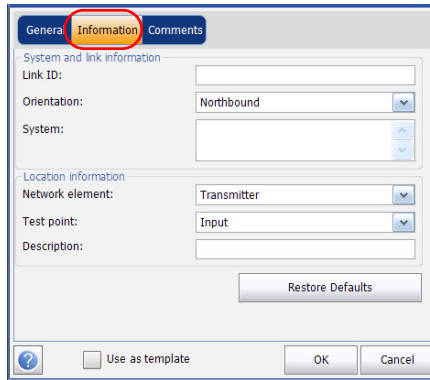 General Information Comments
System and link information
Link ID:
Orientation: Northbound
System:
Location information
Network element: Transmitter
Test point: Input
Description:
Restore Defaults
? Use as template OK Cancel